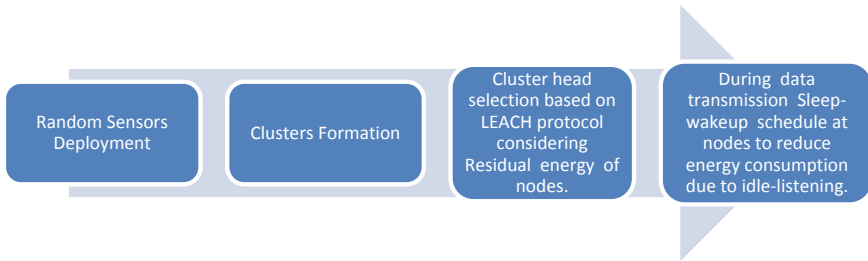 Random Sensors
Deployment
Clusters Formation
Cluster head
selection based on
LEACH protocol
considering
Residual energy of
nodes.
During data
transmission Sleep-
wakeup schedule at
nodes to reduce
energy consumption
due to idle-listening.